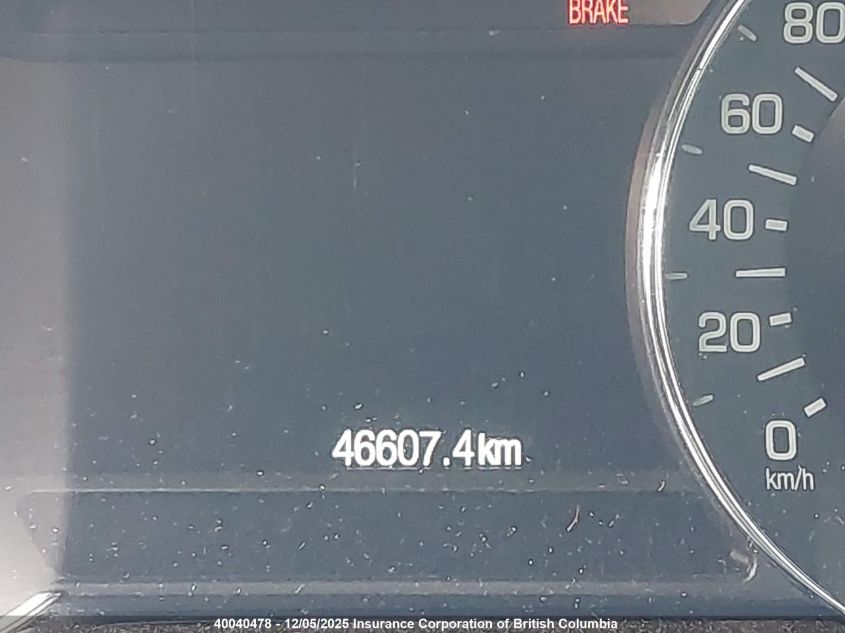 BRAKE
80
60
40
20
0
km/h
46607.4km
40040478 - 12/05/2025 Insurance Corporation of British Columbia